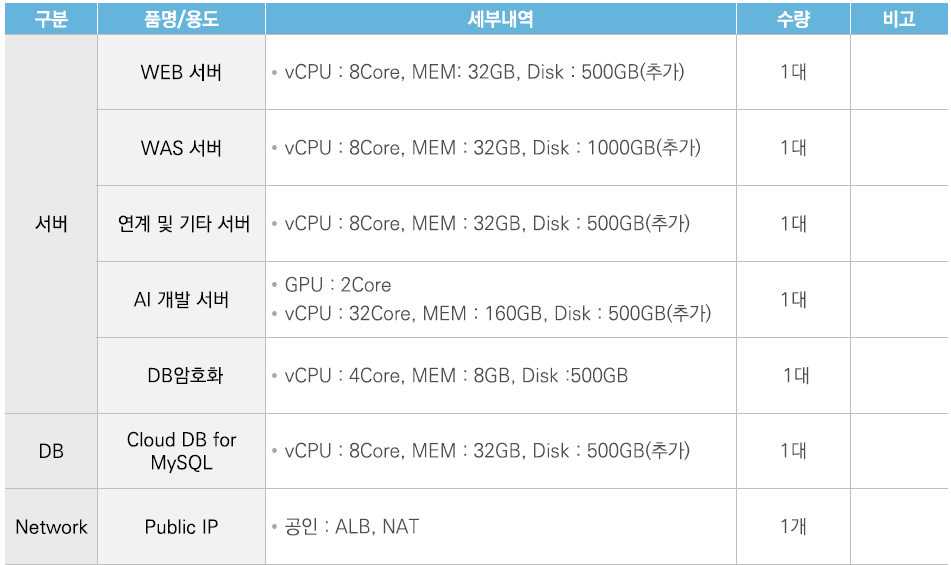 구분 품명/용도 세부내역 수량 비고
서버
WEB 서버 • vCPU : 8Core, MEM: 32GB, Disk : 500GB(추가) 1대
WAS 서버 • vCPU : 8Core, MEM : 32GB, Disk : 1000GB(추가) 1대
연계 및 기타 서버 • vCPU : 8Core, MEM : 32GB, Disk : 500GB(추가) 1대
AI 개발 서버
• GPU : 2Core
• vCPU : 32Core, MEM : 160GB, Disk : 500GB(추가)
1대
DB암호화 • vCPU : 4Core, MEM : 8GB, Disk :500GB 1대
DB
Cloud DB for
MySQL
• vCPU : 8Core, MEM : 32GB, Disk : 500GB(추가) 1대
Network Public IP • 공인 : ALB, NAT 1개